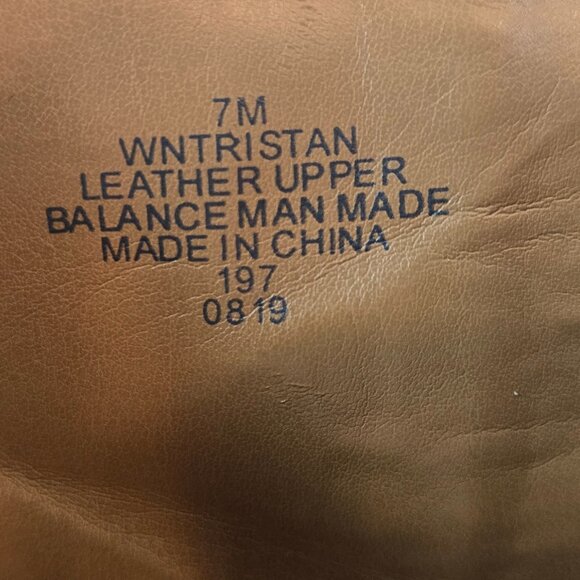 7M
WNTRISTAN
LEATHER UPPER
BALANCE MAN MADE
MADE IN CHINA
197
0819